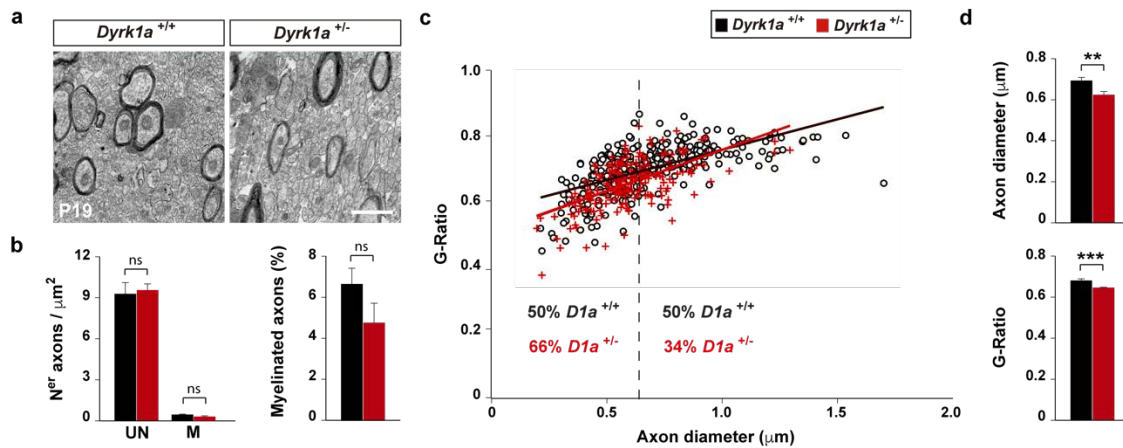 a
Dyrk1a +/+
Dyrk1a +/-
P19
b
N^er axons / μm^2
12
9
6
3
0
ns
ns
UN
M
Myelinated axons (%)
8
6
4
2
0
ns
c
Dyrk1a +/+
Dyrk1a +/-
G-Ratio
1.0
0.8
0.6
0.4
0.2
0
50% D1a +/+
50% D1a +/+
66% D1a +/-
34% D1a +/-
0
0.5
1.0
1.5
2.0
Axon diameter (μm)
d
Axon diameter (μm)
0.8
0.6
0.4
0.2
0
**
G-Ratio
0.8
0.6
0.4
0.2
0
***